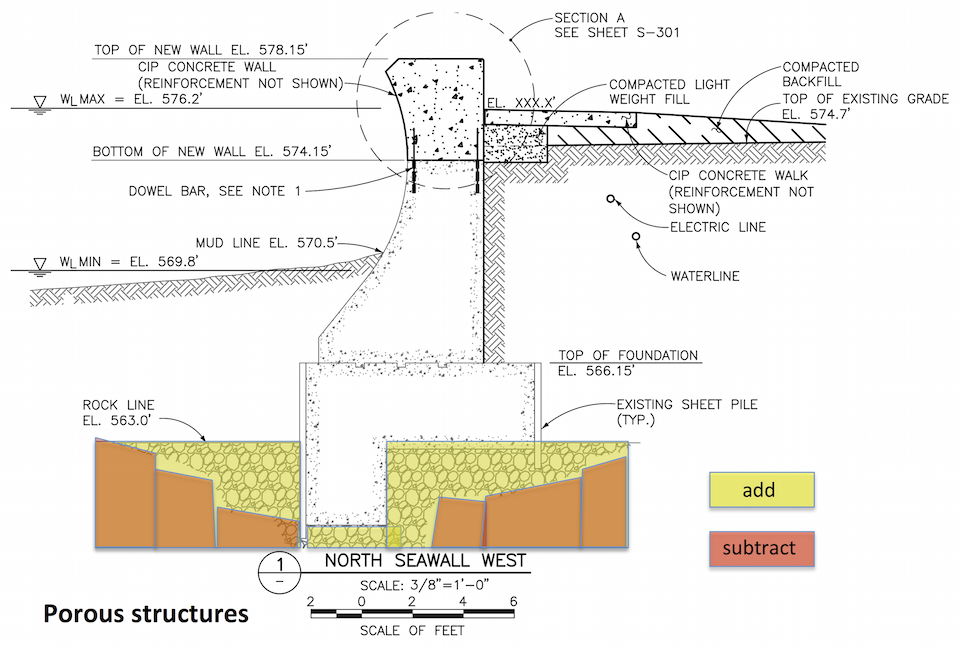 SECTION A
SEE SHEET S-301
TOP OF NEW WALL EL. 578.15'
CIP CONCRETE WALL
(REINFORCEMENT NOT SHOWN)
WLMAX = EL. 576.2'
EL. XXX.X'
COMPACTED LIGHT
WEIGHT FILL
COMPACTED
BACKFILL
TOP OF EXISTING GRADE
EL. 574.7'
BOTTOM OF NEW WALL EL. 574.15'
DOWEL BAR, SEE NOTE 1
CIP CONCRETE WALK
(REINFORCEMENT NOT
SHOWN)
ELECTRIC LINE
MUD LINE EL. 570.5'
WLMIN = EL. 569.8'
WATERLINE
TOP OF FOUNDATION
EL. 566.15'
ROCK LINE
EL. 563.0'
EXISTING SHEET PILE
(TYP.)
add
subtract
1
–
NORTH SEAWALL WEST
SCALE: 3/8"=1'-0"
2 0 2 4 6
SCALE OF FEET
Porous structures